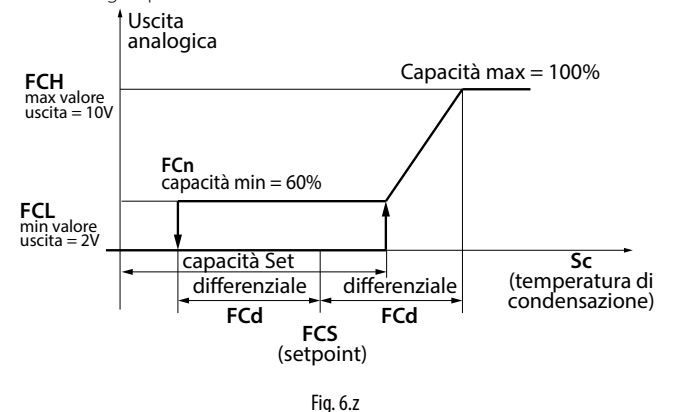 Uscita
analogica
FCH
max valore
uscita = 10V
Capacità max = 100%
FCn
capacità min = 60%
FCL
min valore
uscita = 2V
capacità Set
differenziale
differenziale
FCd
FCd
FCS
(setpoint)
Sc
(temperatura di
condensazione)
Fig. 6.z